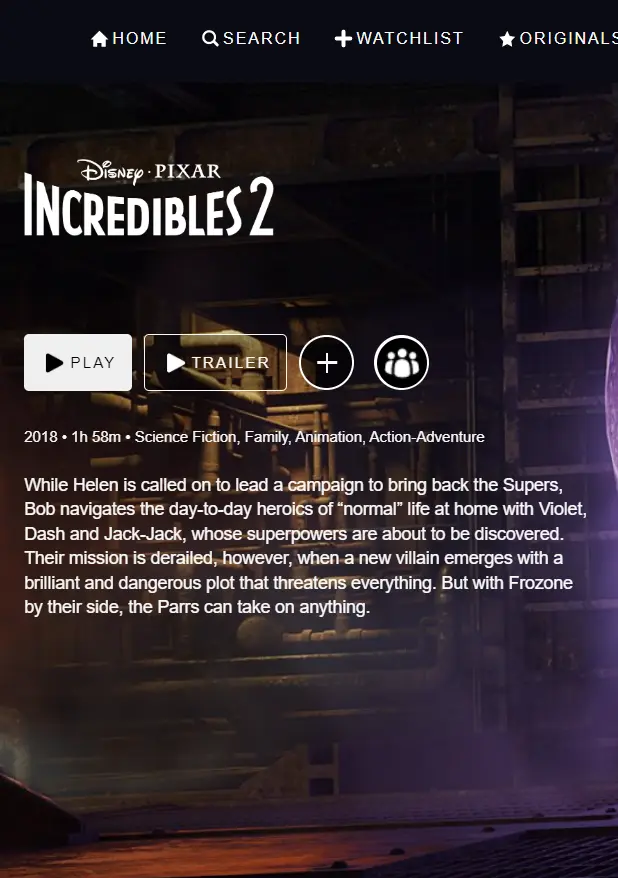 HOME SEARCH WATCHLIST ORIGINALS
Disney · PIXAR
INCREDIBLES 2
PLAY TRAILER
2018 • 1h 58m • Science Fiction, Family, Animation, Action-Adventure
While Helen is called on to lead a campaign to bring back the Supers,
Bob navigates the day-to-day heroics of “normal” life at home with Violet,
Dash and Jack-Jack, whose superpowers are about to be discovered.
Their mission is derailed, however, when a new villain emerges with a
brilliant and dangerous plot that threatens everything. But with Frozone
by their side, the Parrs can take on anything.